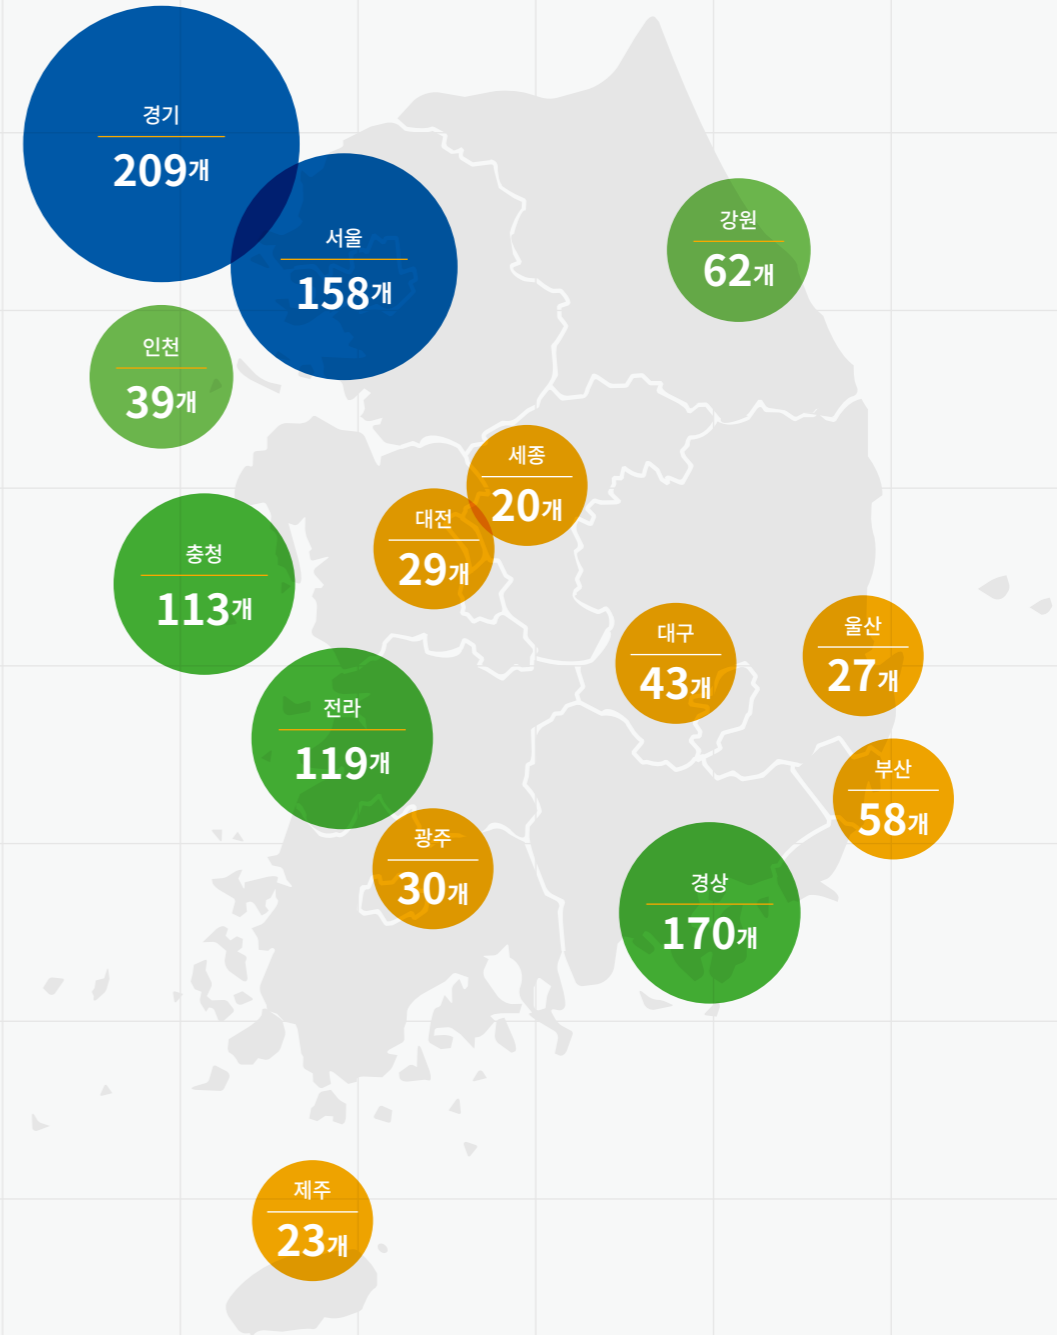 경기
209개
서울
158개
강원
62개
인천
39개
세종
20개
대전
29개
충청
113개
대구
43개
울산
27개
전라
119개
부산
58개
광주
30개
경상
170개
제주
23개